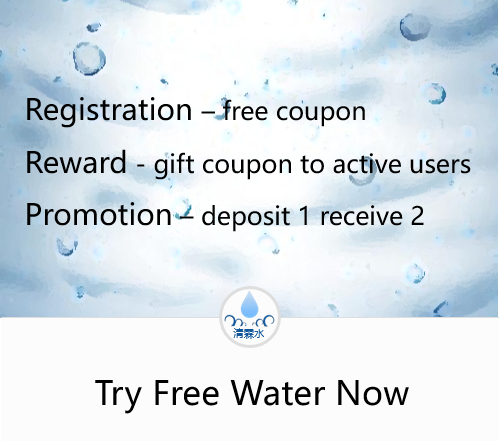 Registration – free coupon
Reward - gift coupon to active users
Promotion – deposit 1 receive 2
清霖水
Try Free Water Now